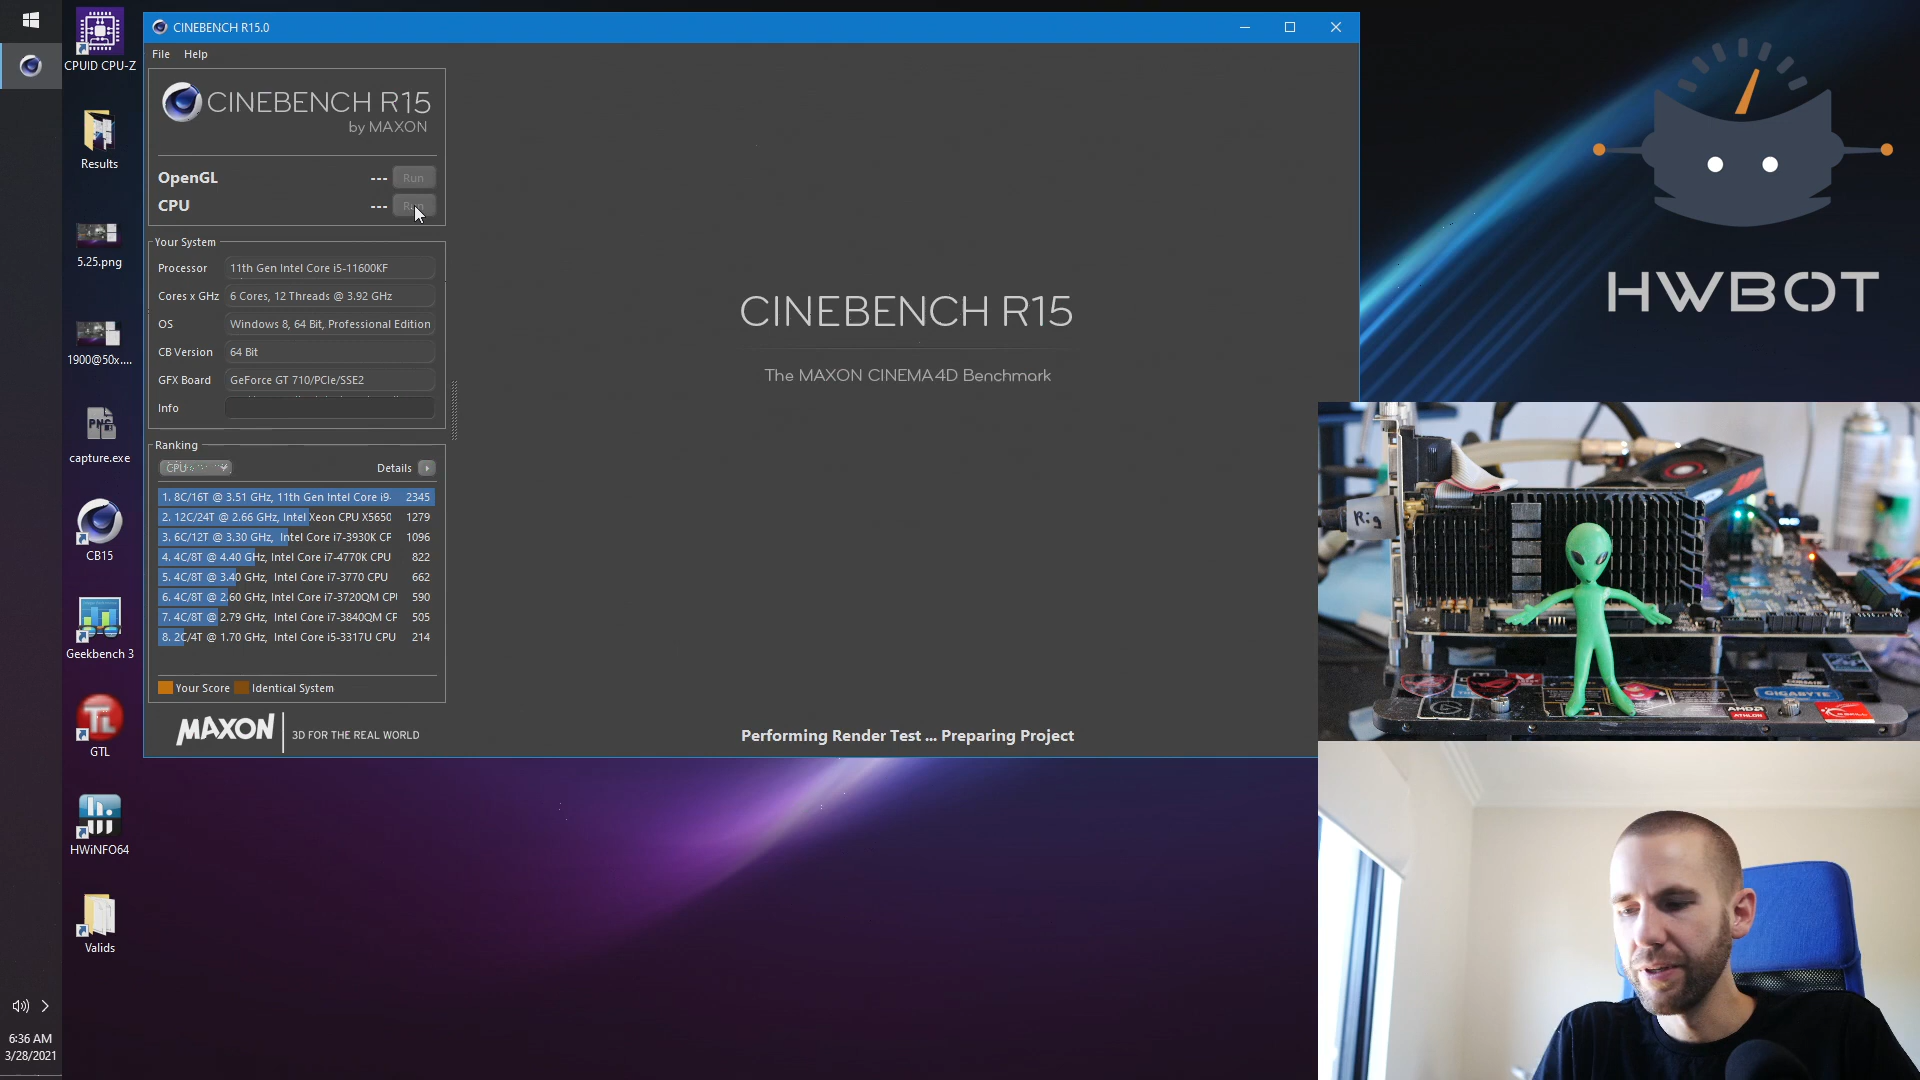 CPUID CPU-Z
Results
5.25.png
1900@50x....
PNG
capture.exe
CB15
Geekbench 3
TL
GTL
HWiNFO64
Valids
6:36 AM
3/28/2021
CINEBENCH R15.0
File Help
CINEBENCH R15
by MAXON
OpenGL --- Run
CPU ---
Your System
Processor 11th Gen Intel Core i5-11600KF
Cores x GHz 6 Cores, 12 Threads @ 3.92 GHz
OS Windows 8, 64 Bit, Professional Edition
CB Version 64 Bit
GFX Board GeForce GT 710/PCIe/SSE2
Info
Ranking
CPU Details
1. 8C/16T @ 3.51 GHz, 11th Gen Intel Core i9- 2345
2. 12C/24T @ 2.66 GHz, Intel Xeon CPU X5650 1279
3. 6C/12T @ 3.30 GHz, Intel Core i7-3930K CP 1096
4. 4C/8T @ 4.40 GHz, Intel Core i7-4770K CPU 822
5. 4C/8T @ 3.40 GHz, Intel Core i7-3770 CPU 662
6. 4C/8T @ 2.60 GHz, Intel Core i7-3720QM CPU 590
7. 4C/8T @ 2.79 GHz, Intel Core i7-3840QM CP 505
8. 2C/4T @ 1.70 GHz, Intel Core i5-3317U CPU 214
Your Score Identical System
MAXON 3D FOR THE REAL WORLD
CINEBENCH R15
The MAXON CINEMA4D Benchmark
Performing Render Test ... Preparing Project
HWBOT
Rig
GIGABYTE
AMD
ATHLON